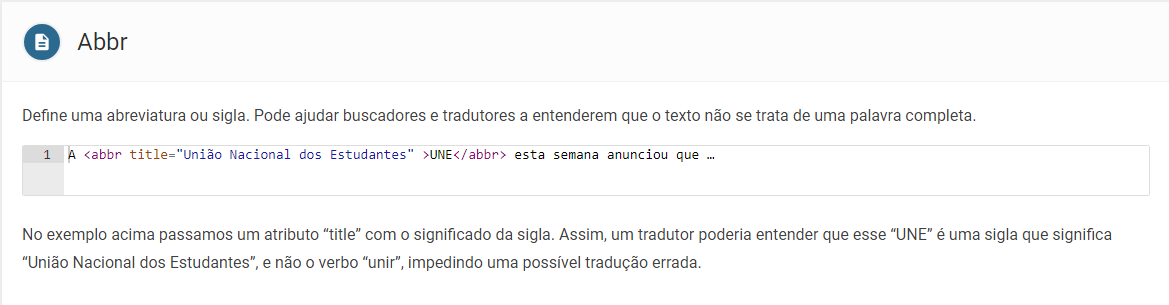 Abbr
Define uma abreviatura ou sigla. Pode ajudar buscadores e tradutores a entenderem que o texto não se trata de uma palavra completa.
1 A <abbr title="União Nacional dos Estudantes" >UNE</abbr> esta semana anunciou que …
No exemplo acima passamos um atributo “title” com o significado da sigla. Assim, um tradutor poderia entender que esse “UNE” é uma sigla que significa
“União Nacional dos Estudantes”, e não o verbo “unir”, impedindo uma possível tradução errada.